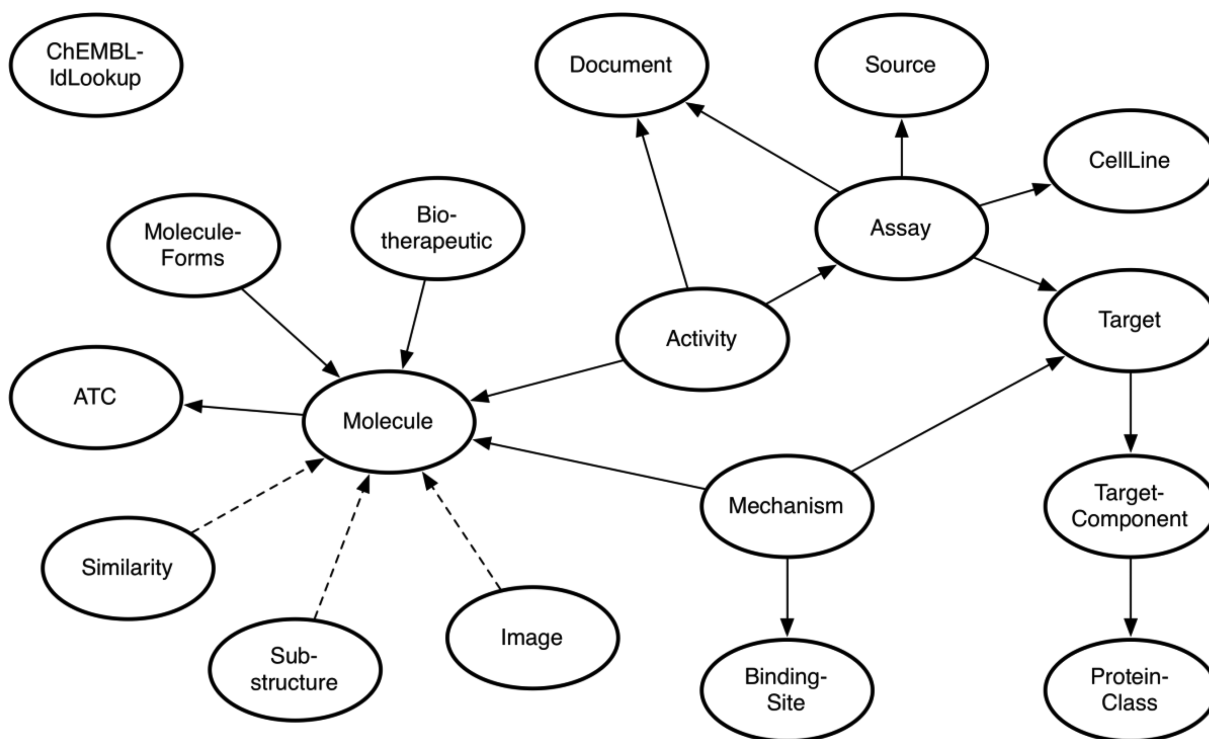 ChEMBL-
IdLookup
Document
Source
CellLine
Molecule-
Forms
Bio-
therapeutic
Assay
Activity
Target
ATC
Molecule
Mechanism
Target-
Component
Similarity
Sub-
structure
Image
Binding-
Site
Protein-
Class